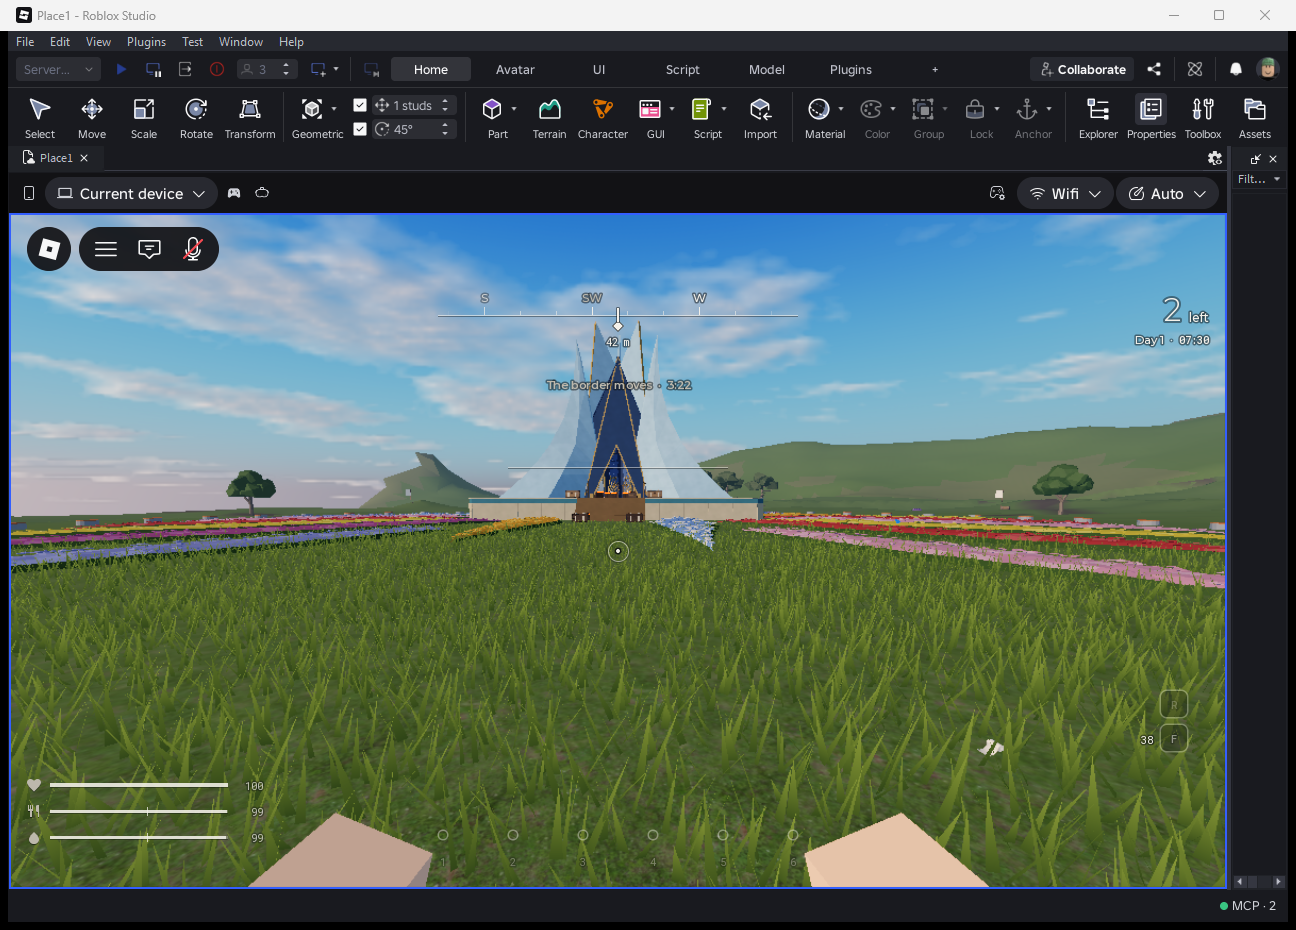 Place1 - Roblox Studio
File Edit View Plugins Test Window Help
Server... 3 Home Avatar UI Script Model Plugins + Collaborate
1 studs
45°
Select Move Scale Rotate Transform Geometric Part Terrain Character GUI Script Import Material Color Group Lock Anchor Explorer Properties Toolbox Assets
Place1
Filt...
Current device Wifi Auto
S SW W
42 m
2 left
Day1 · 07:30
The border moves · 3:22
R
38 F
100
99
99
1 2 3 4 5 6
MCP · 2